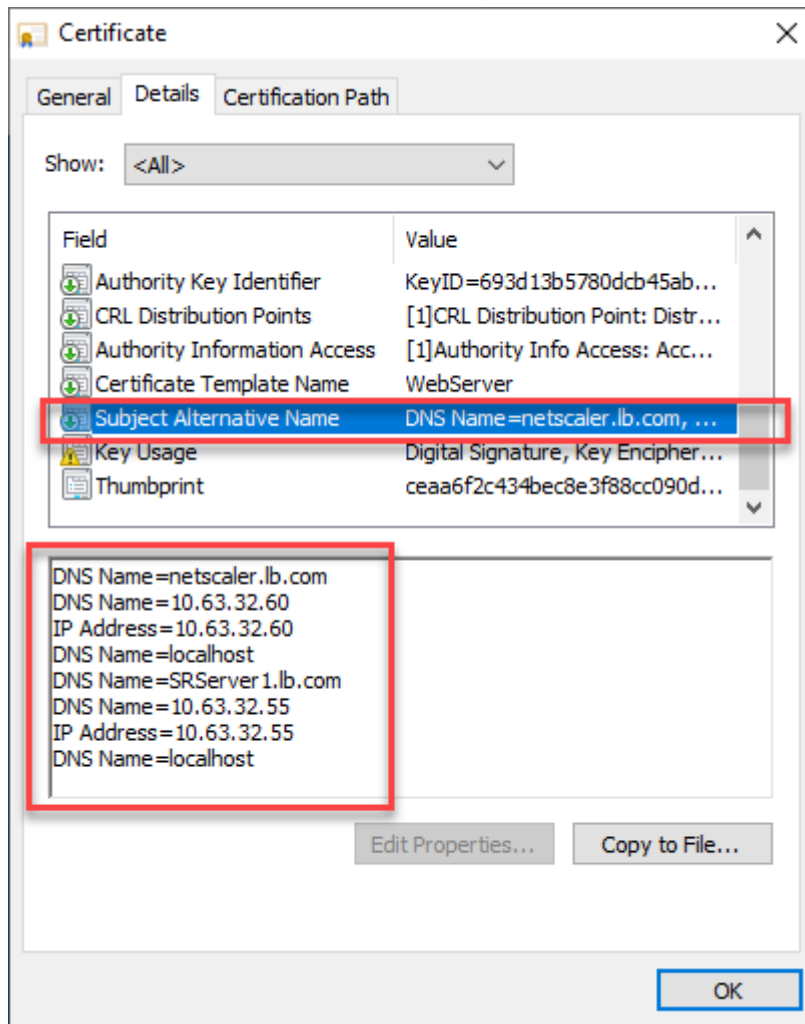 Certificate
General Details Certification Path
Show: <All>
Field Value
Authority Key Identifier KeyID=693d13b5780dcb45ab...
CRL Distribution Points [1]CRL Distribution Point: Distr...
Authority Information Access [1]Authority Info Access: Acc...
Certificate Template Name WebServer
Subject Alternative Name DNS Name=netscaler.lb.com, ...
Key Usage Digital Signature, Key Encipher...
Thumbprint ceaa6f2c434bec8e3f88cc090d...
DNS Name=netscaler.lb.com
DNS Name=10.63.32.60
IP Address=10.63.32.60
DNS Name=localhost
DNS Name=SRServer1.lb.com
DNS Name=10.63.32.55
IP Address=10.63.32.55
DNS Name=localhost
Edit Properties... Copy to File...
OK